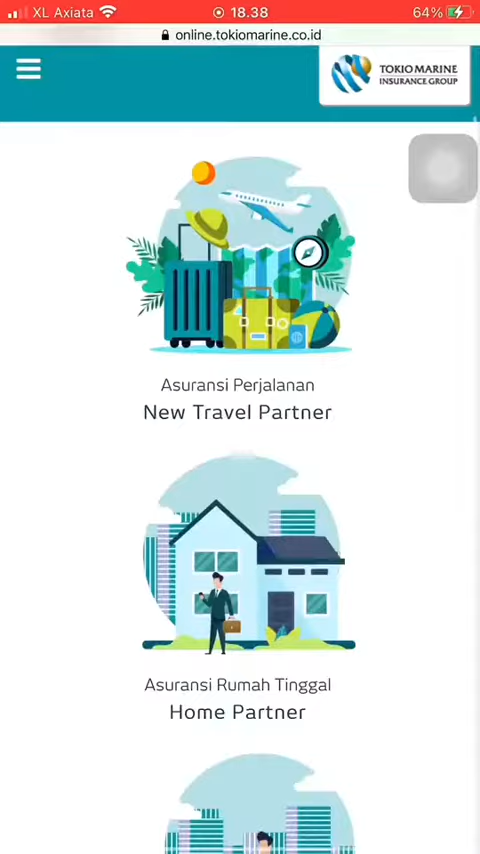 XL Axiata
18.38
64%
online.tokiomarine.co.id
TOKIO MARINE
INSURANCE GROUP
Asuransi Perjalanan
New Travel Partner
Asuransi Rumah Tinggal
Home Partner